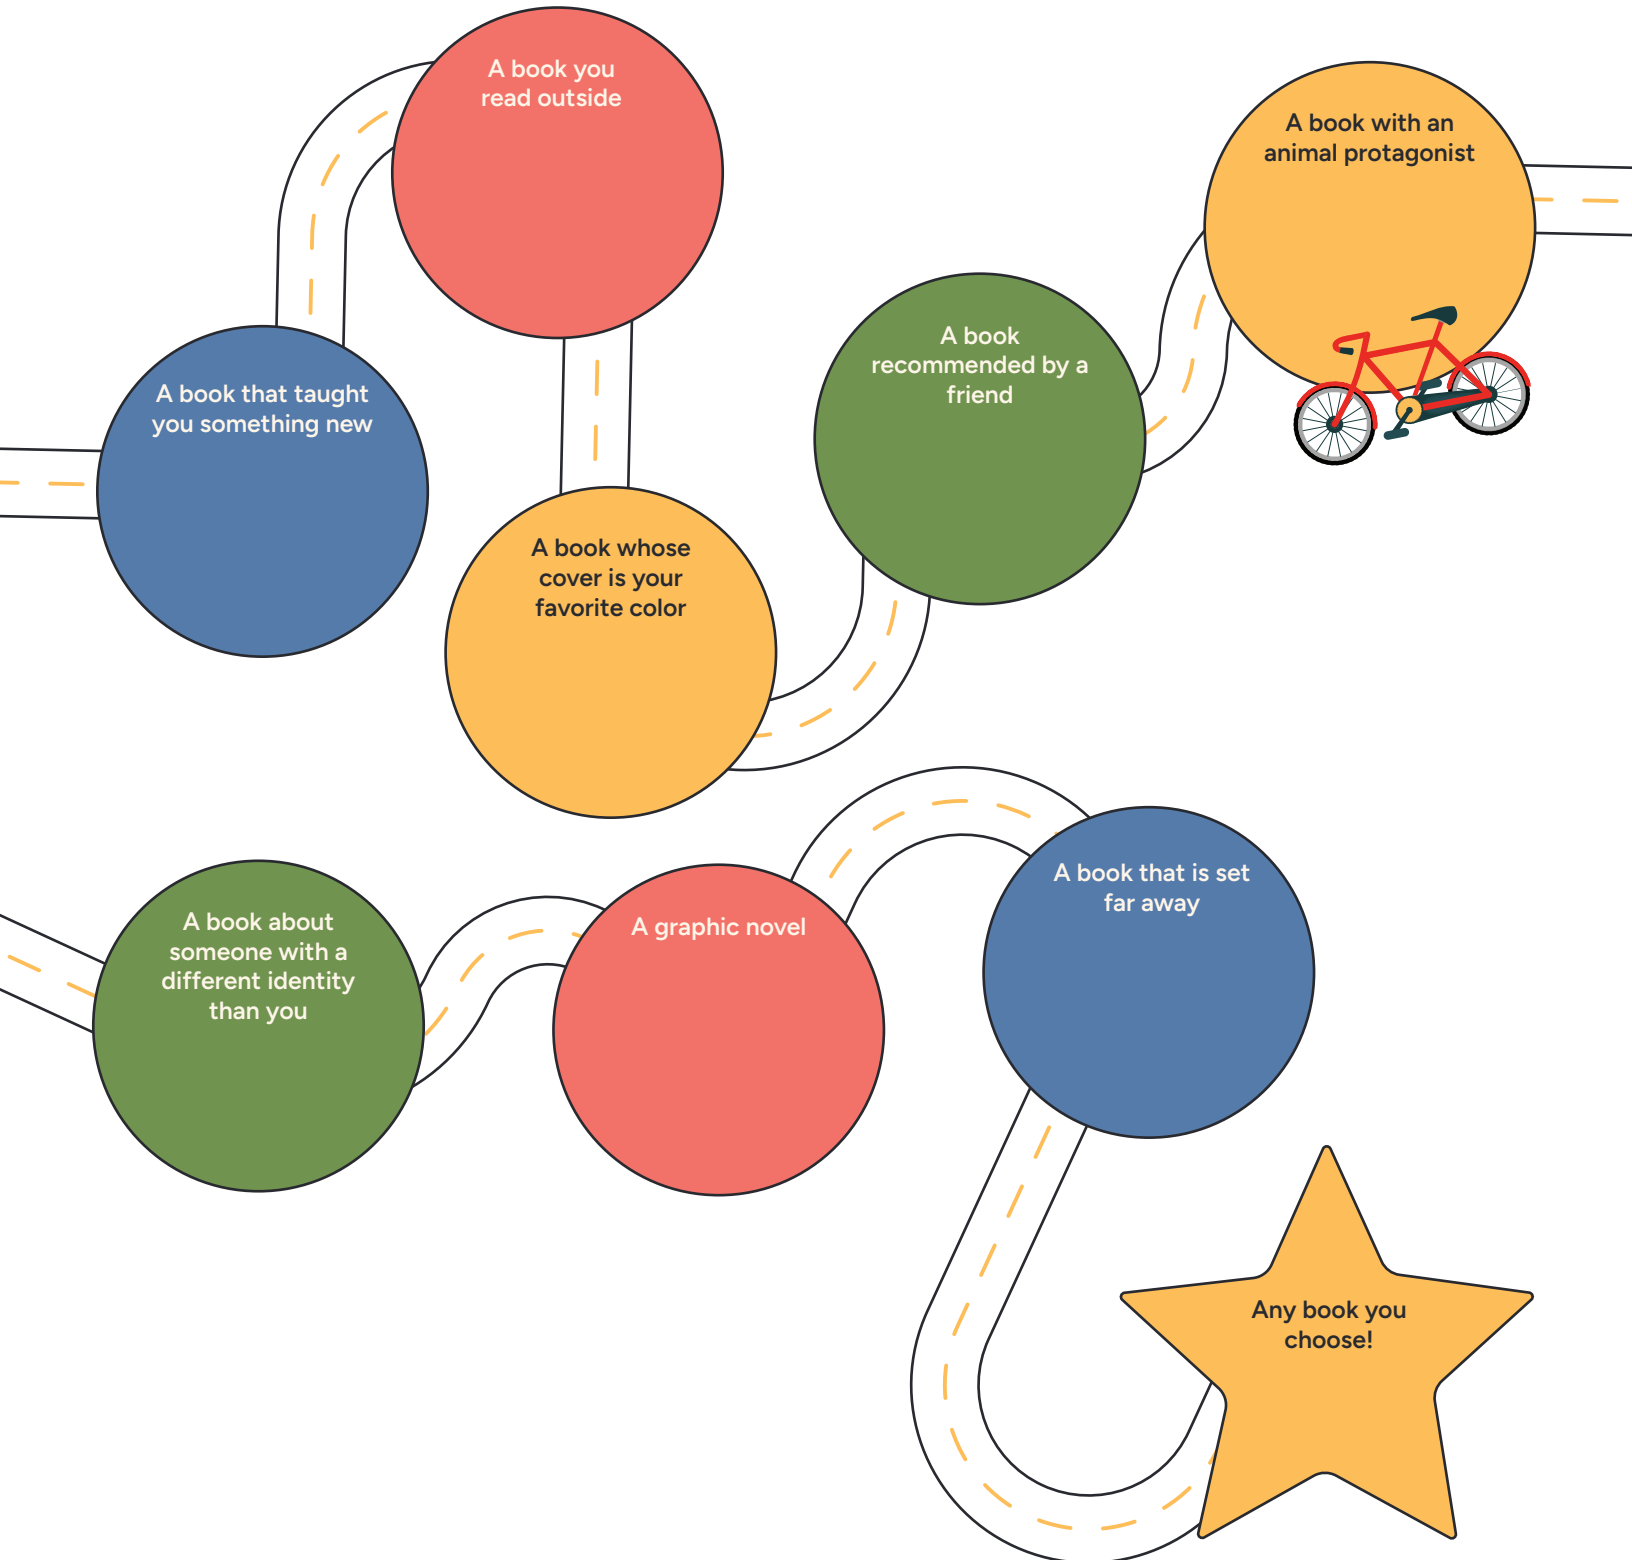 A book you
read outside
A book with an
animal protagonist
A book
recommended by a
friend
A book that taught
you something new
A book whose
cover is your
favorite color
A book that is set
far away
A book about
someone with a
different identity
than you
A graphic novel
Any book you
choose!